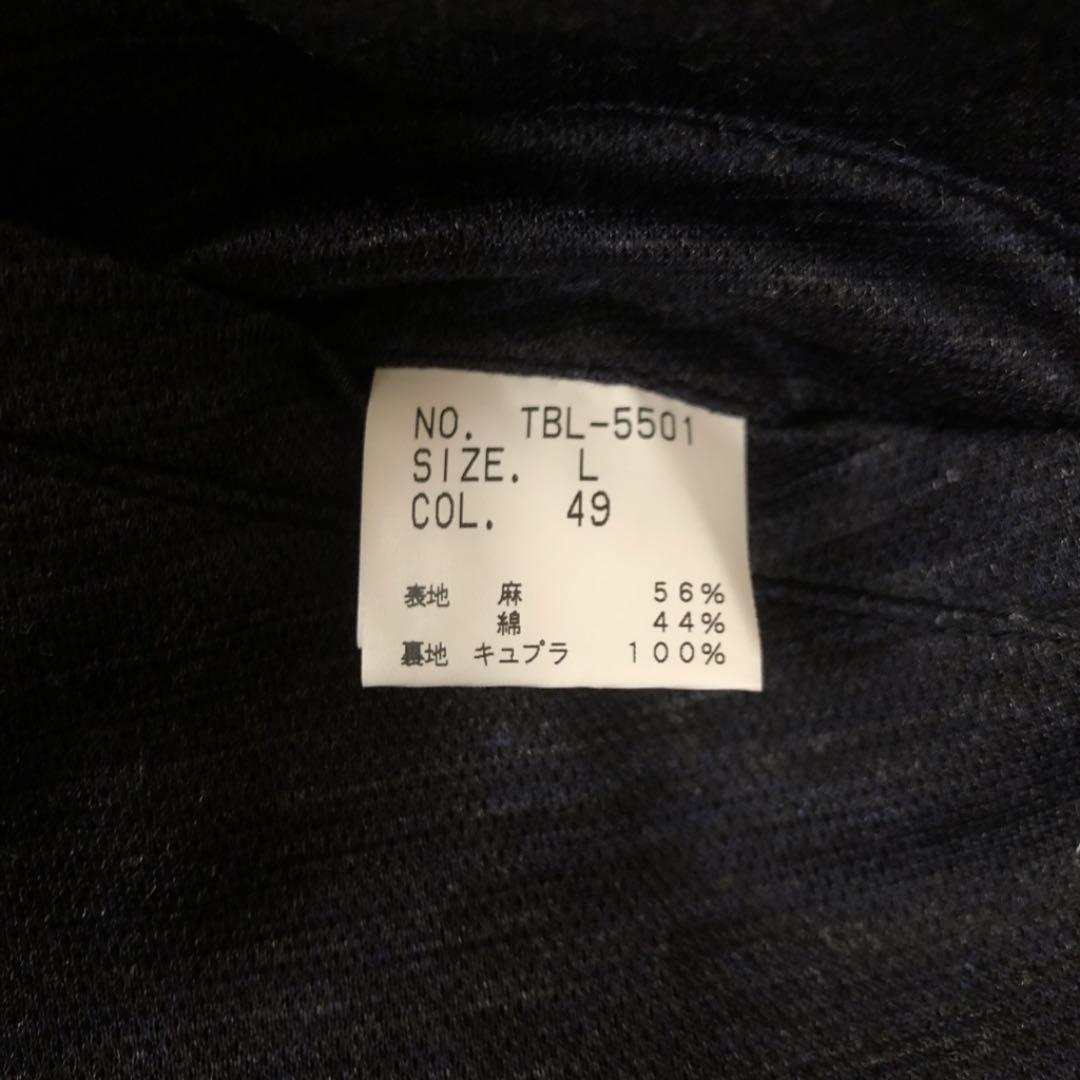 NO. TBL-5501
SIZE. L
COL. 49
表地 麻 56%
綿 44%
裏地 キュプラ 100%